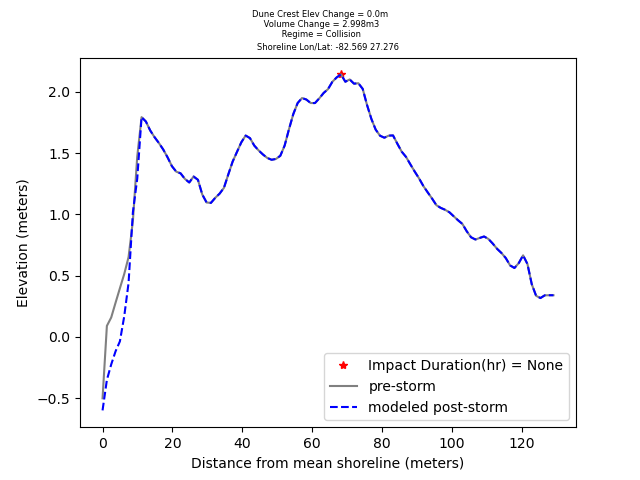 Dune Crest Elev Change = 0.0m
Volume Change = 2.998m3
Regime = Collision
Shoreline Lon/Lat: -82.569 27.276
2.0
1.5
1.0
0.5
0.0
−0.5
Elevation (meters)
Impact Duration(hr) = None
pre-storm
modeled post-storm
0 20 40 60 80 100 120
Distance from mean shoreline (meters)